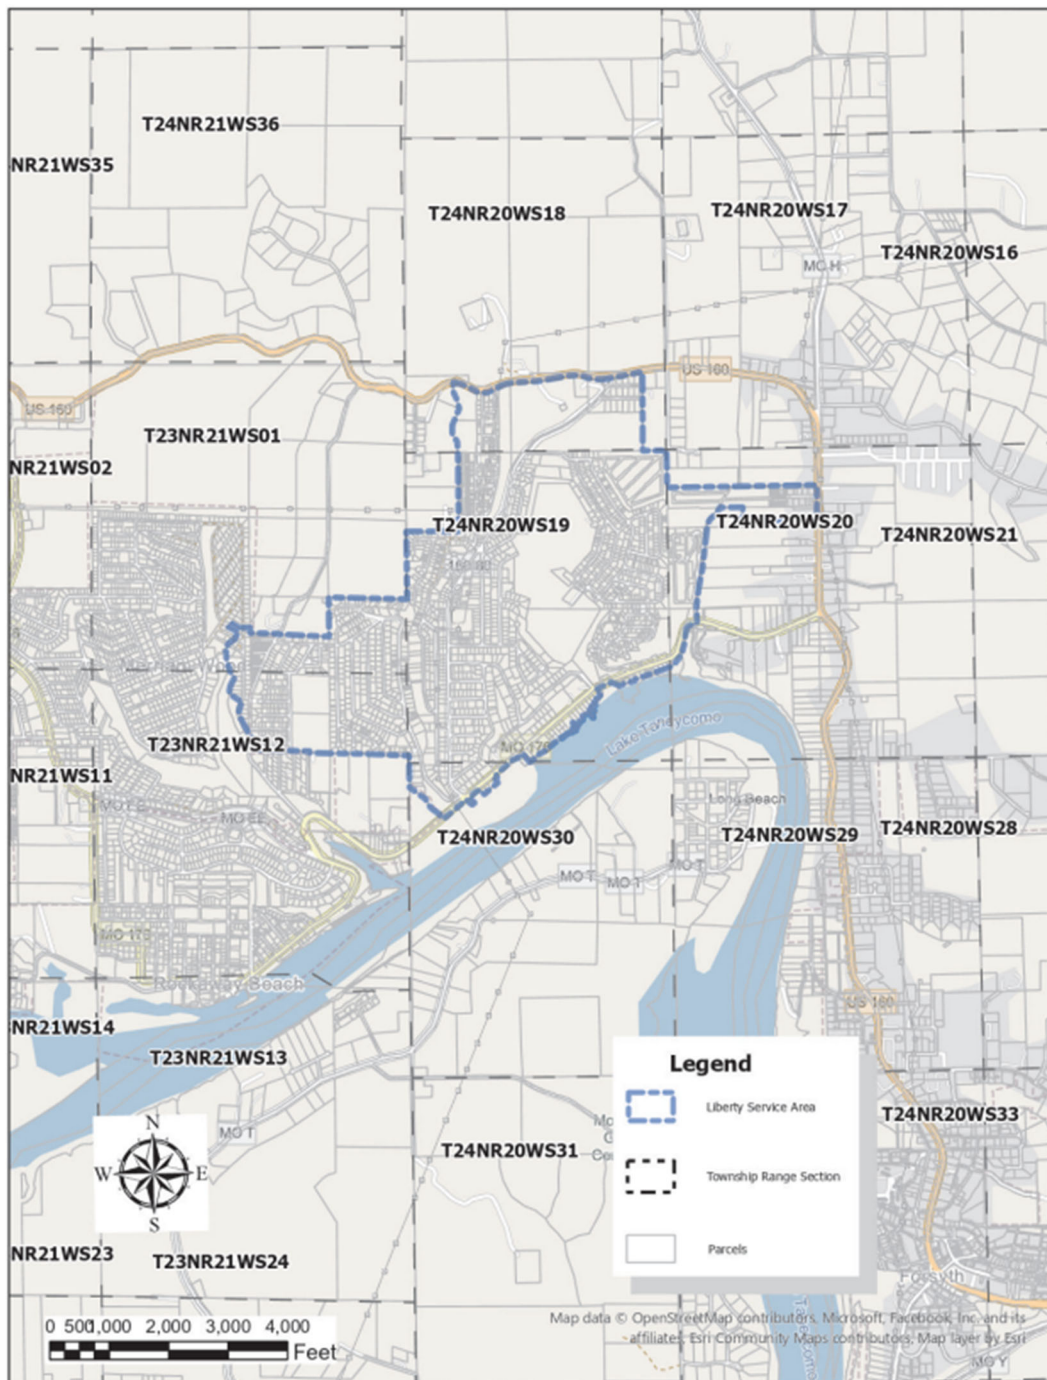 T24NR21WS36
NR21WS35
T24NR20WS18
T24NR20WS17
T24NR20WS16
MO H
US 160
US 160
T23NR21WS01
NR21WS02
T24NR20WS19
T24NR20WS20
T24NR20WS21
160-80
T23NR21WS12
NR21WS11
MO 176
Lake Taneycomo
Long Beach
T24NR20WS30
T24NR20WS29
T24NR20WS28
MO EE
MO T
MO T
MO T
MO 176
Rockaway Beach
US 160
NR21WS14
T23NR21WS13
MO T
T24NR20WS31
T24NR20WS33
NR21WS23
T23NR21WS24
N
W E
S
Legend
Liberty Service Area
Township Range Section
Parcels
Forsyth
Taneycomo
MO Y
0 500 1,000 2,000 3,000 4,000
Feet
Map data © OpenStreetMap contributors, Microsoft, Facebook, Inc. and its
affiliates, Esri Community Maps contributors, Map layer by Esri